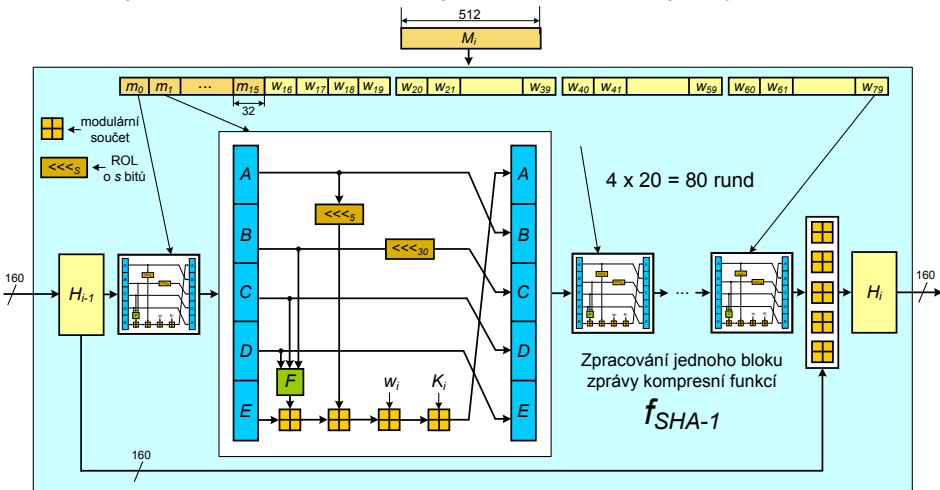 512
M_i
m_0 m_1 ... m_15 w_16 w_17 w_18 w_19 w_20 w_21 w_39 w_40 w_41 w_59 w_60 w_61 w_79
32
modulární
součet
<<<_S ROL
o s bitů
A A
<<<_5
B B
<<<_30
C C
D D
F
w_i K_i
E E
4 x 20 = 80 rund
160
H_i-1
...
H_i
160
Zpracování jednoho bloku
zprávy kompresní funkcí
f_SHA-1
160